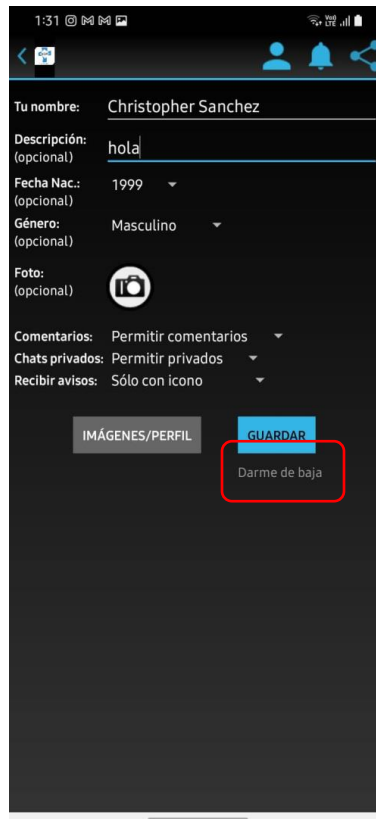 1:31
Tu nombre: Christopher Sanchez
Descripción: hola
(opcional)
Fecha Nac.: 1999
(opcional)
Género: Masculino
(opcional)
Foto:
(opcional)
Comentarios: Permitir comentarios
Chats privados: Permitir privados
Recibir avisos: Sólo con icono
IMÁGENES/PERFIL GUARDAR
Darme de baja